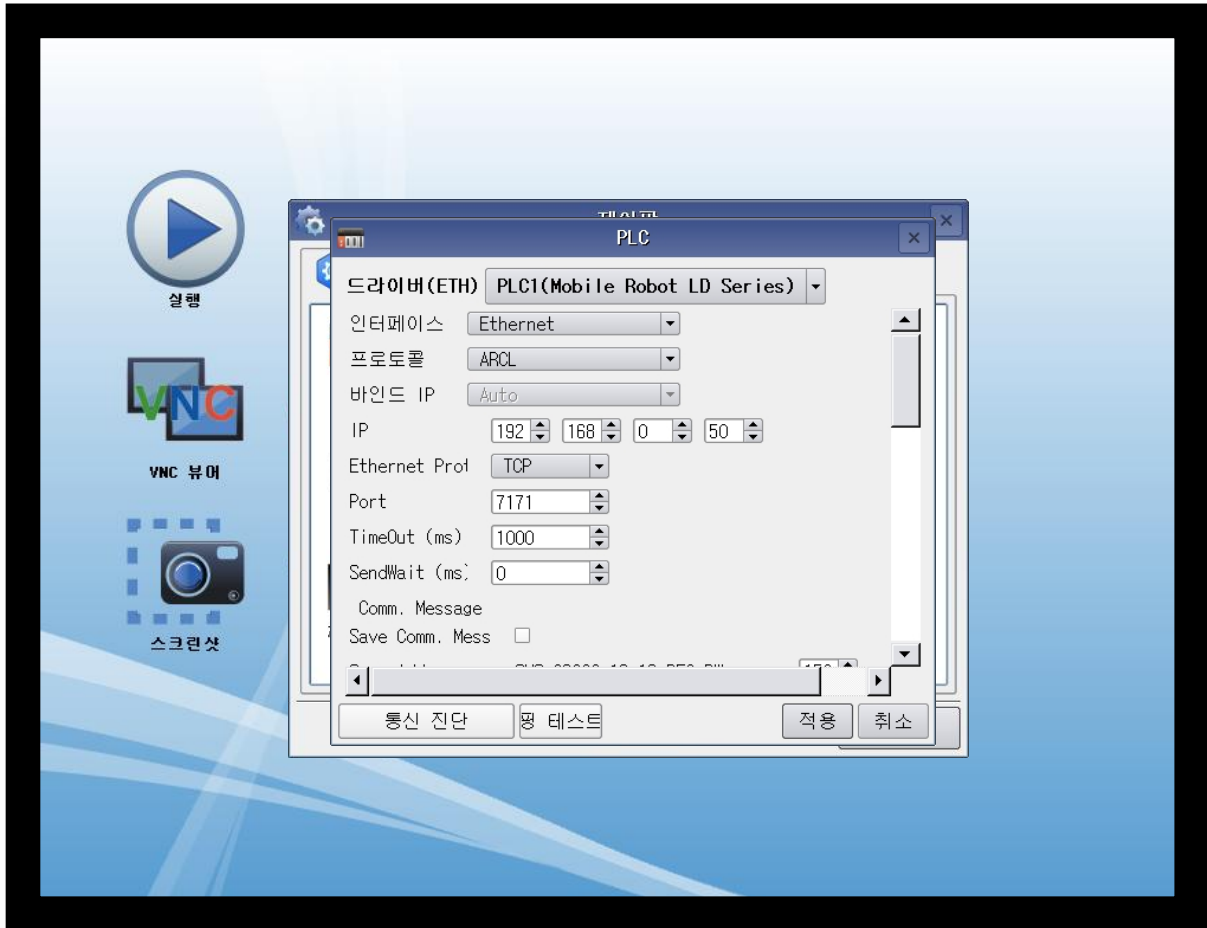 실행
VNC
VNC 뷰어
스크린샷
PLC
드라이버(ETH) PLC1(Mobile Robot LD Series)
인터페이스 Ethernet
프로토콜 ARCL
바인드 IP Auto
IP 192 168 0 50
Ethernet Prot TCP
Port 7171
TimeOut (ms) 1000
SendWait (ms) 0
Comm. Message
Save Comm. Mess
통신 진단 핑 테스트 적용 취소